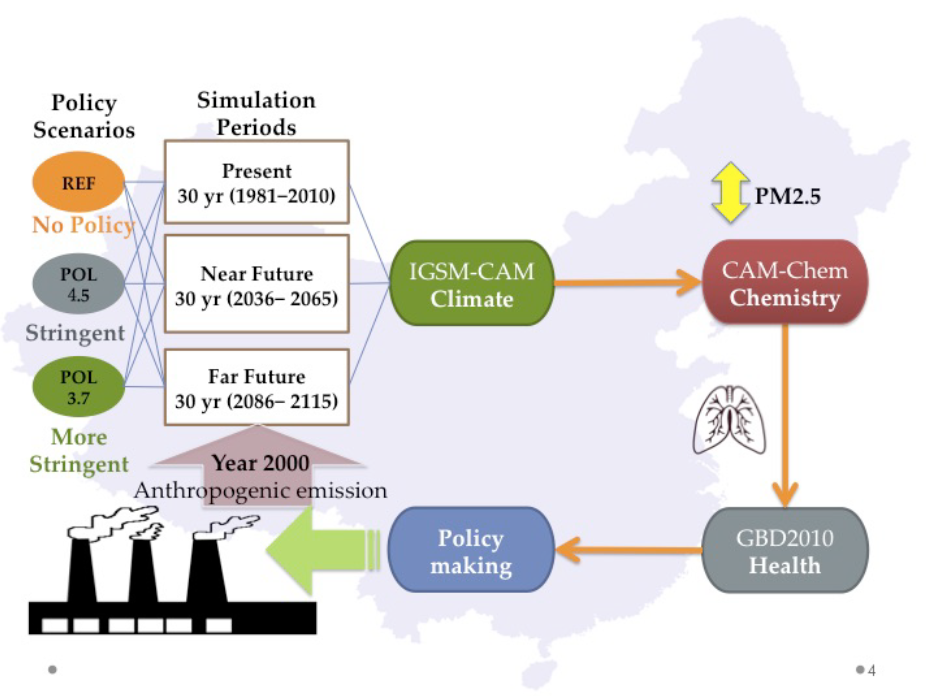 Policy
Scenarios
Simulation
Periods
REF
No Policy
POL
4.5
Stringent
POL
3.7
More
Stringent
Present
30 yr (1981−2010)
Near Future
30 yr (2036− 2065)
Far Future
30 yr (2086− 2115)
Year 2000
Anthropogenic emission
IGSM-CAM
Climate
PM2.5
CAM-Chem
Chemistry
GBD2010
Health
Policy
making
4